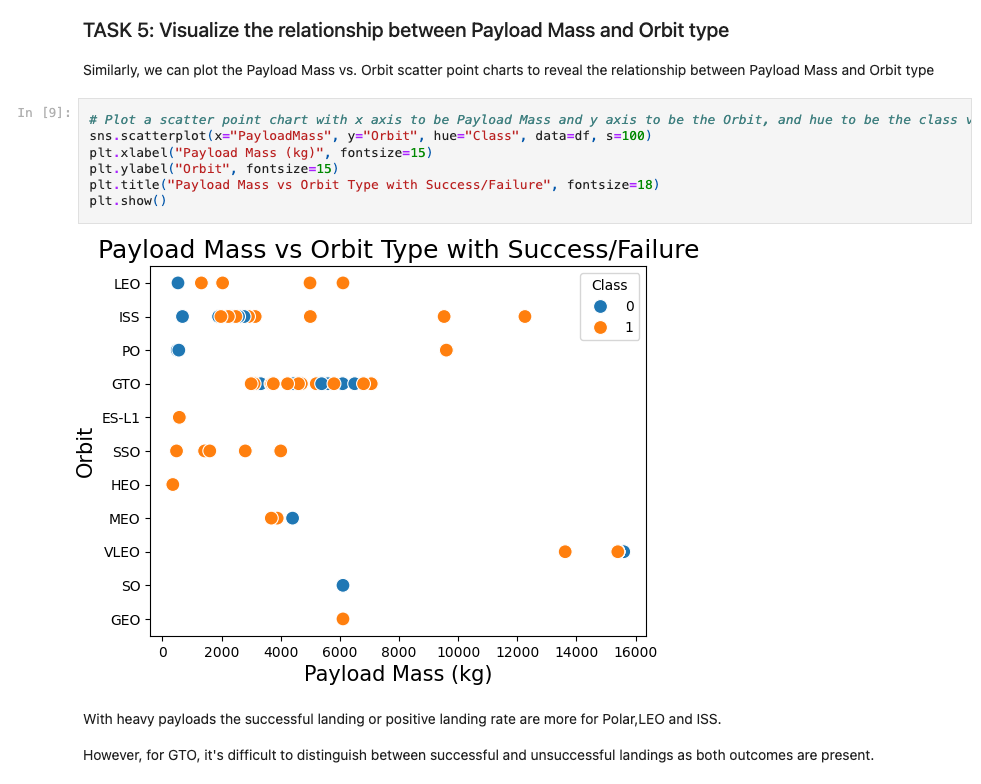 TASK 5: Visualize the relationship between Payload Mass and Orbit type
Similarly, we can plot the Payload Mass vs. Orbit scatter point charts to reveal the relationship between Payload Mass and Orbit type
In [9]:
# Plot a scatter point chart with x axis to be Payload Mass and y axis to be the Orbit, and hue to be the class
sns.scatterplot(x="PayloadMass", y="Orbit", hue="Class", data=df, s=100)
plt.xlabel("Payload Mass (kg)", fontsize=15)
plt.ylabel("Orbit", fontsize=15)
plt.title("Payload Mass vs Orbit Type with Success/Failure", fontsize=18)
plt.show()
Payload Mass vs Orbit Type with Success/Failure
Class
0
1
LEO
ISS
PO
GTO
ES-L1
SSO
HEO
MEO
VLEO
SO
GEO
Orbit
0 2000 4000 6000 8000 10000 12000 14000 16000
Payload Mass (kg)
With heavy payloads the successful landing or positive landing rate are more for Polar,LEO and ISS.
However, for GTO, it's difficult to distinguish between successful and unsuccessful landings as both outcomes are present.